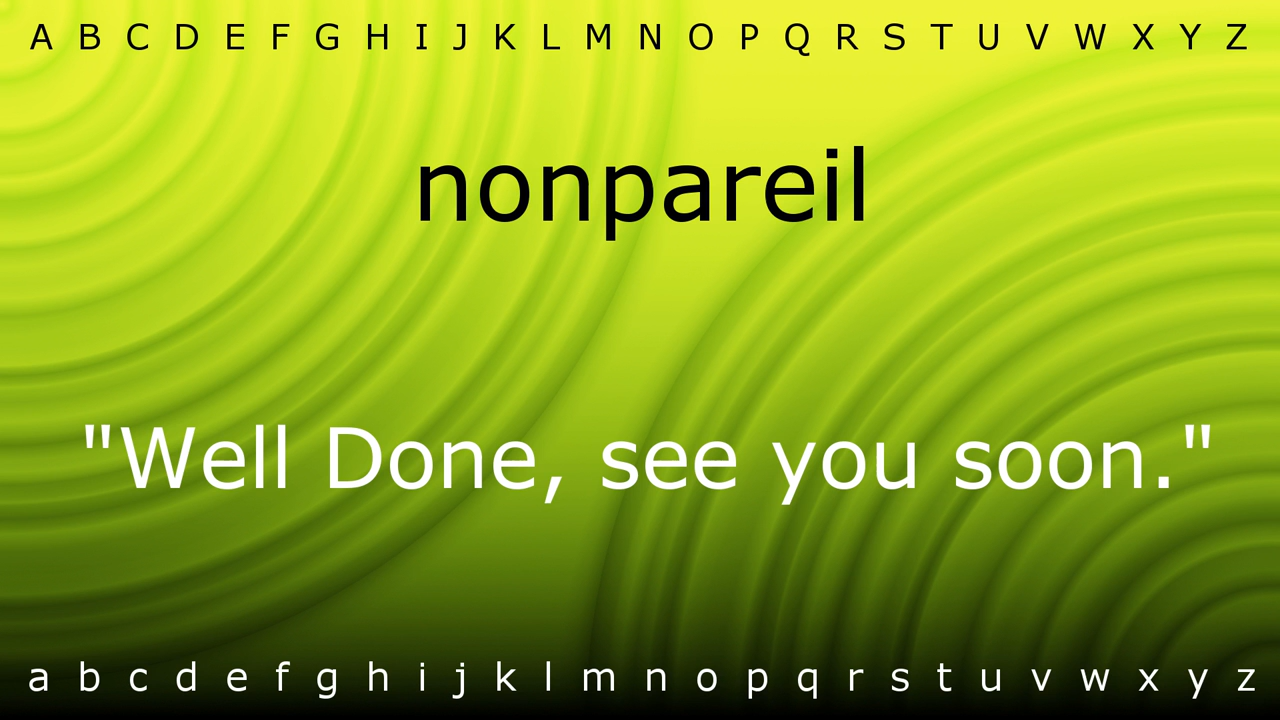 A B C D E F G H I J K L M N O P Q R S T U V W X Y Z
nonpareil
"Well Done, see you soon."
a b c d e f g h i j k l m n o p q r s t u v w x y z